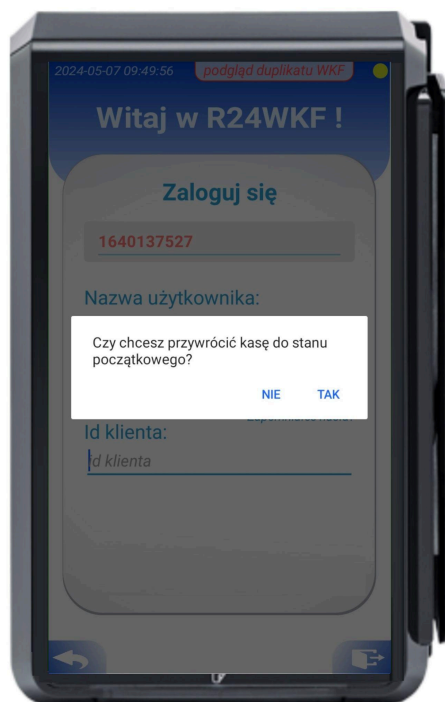 2024-05-07 09:49:56 podgląd duplikatu WKF
Witaj w R24WKF !
Zaloguj się
1640137527
Nazwa użytkownika:
Czy chcesz przywrócić kasę do stanu
początkowego?
NIE TAK
Id klienta:
id klienta